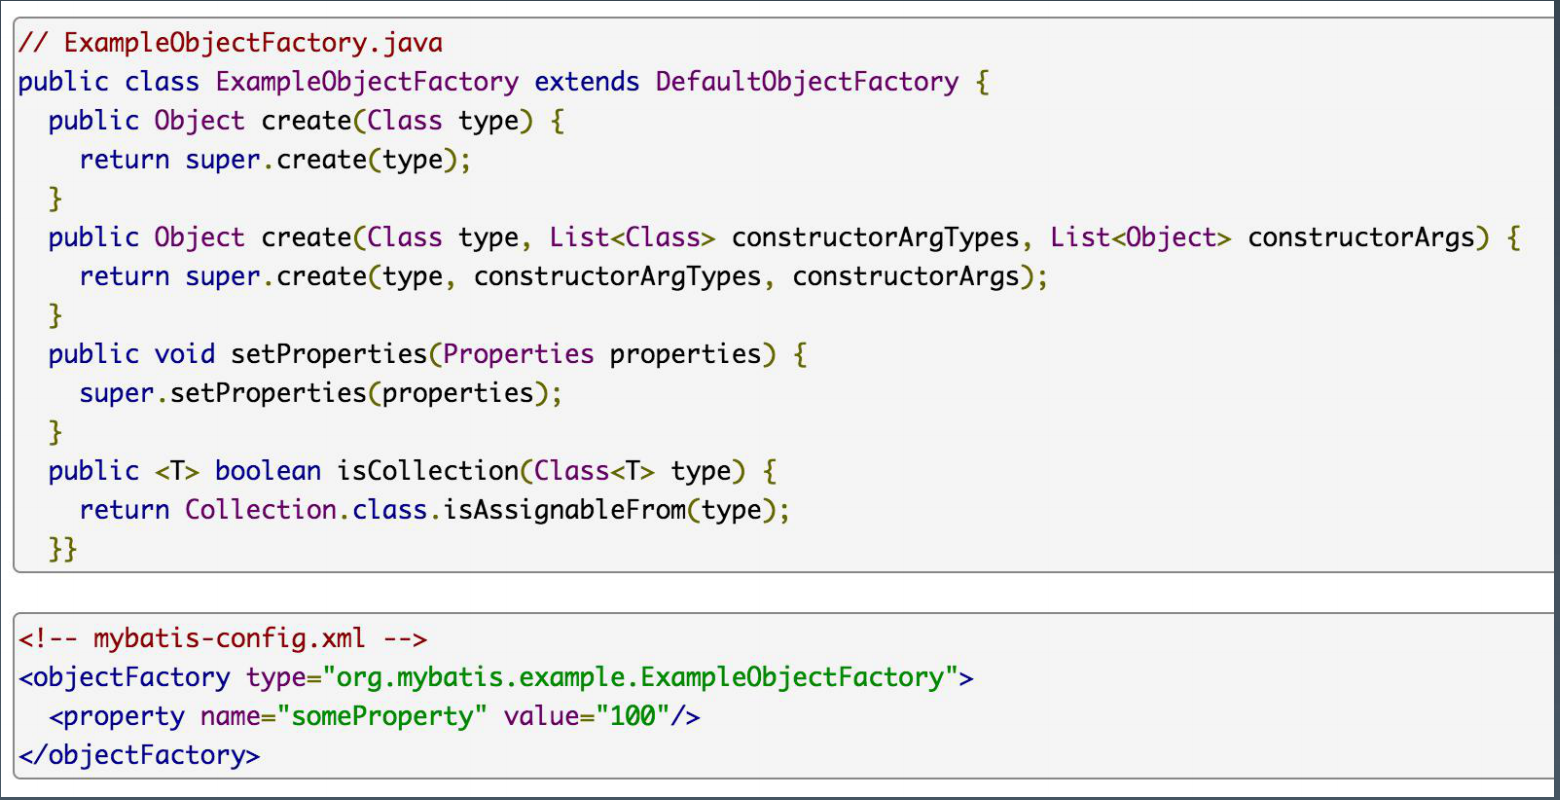 // ExampleObjectFactory.java
public class ExampleObjectFactory extends DefaultObjectFactory {
  public Object create(Class type) {
    return super.create(type);
  }
  public Object create(Class type, List<Class> constructorArgTypes, List<Object> constructorArgs) {
    return super.create(type, constructorArgTypes, constructorArgs);
  }
  public void setProperties(Properties properties) {
    super.setProperties(properties);
  }
  public <T> boolean isCollection(Class<T> type) {
    return Collection.class.isAssignableFrom(type);
  }}
<!-- mybatis-config.xml -->
<objectFactory type="org.mybatis.example.ExampleObjectFactory">
  <property name="someProperty" value="100"/>
</objectFactory>